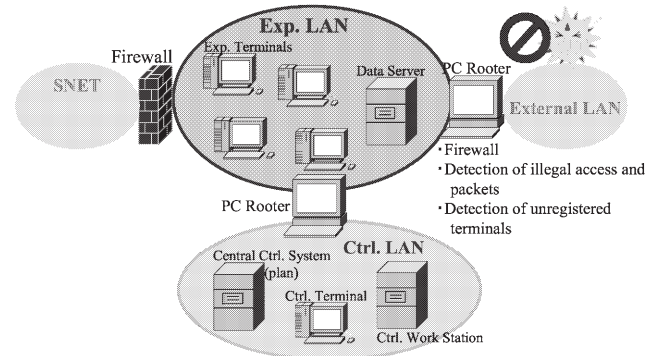 Exp. LAN
Firewall
Exp. Terminals
SNET
Data Server
PC Rooter
External LAN
・Firewall
・Detection of illegal access and
packets
・Detection of unregistered
terminals
PC Rooter
Ctrl. LAN
Central Ctrl. System
(plan)
Ctrl. Terminal
Ctrl. Work Station